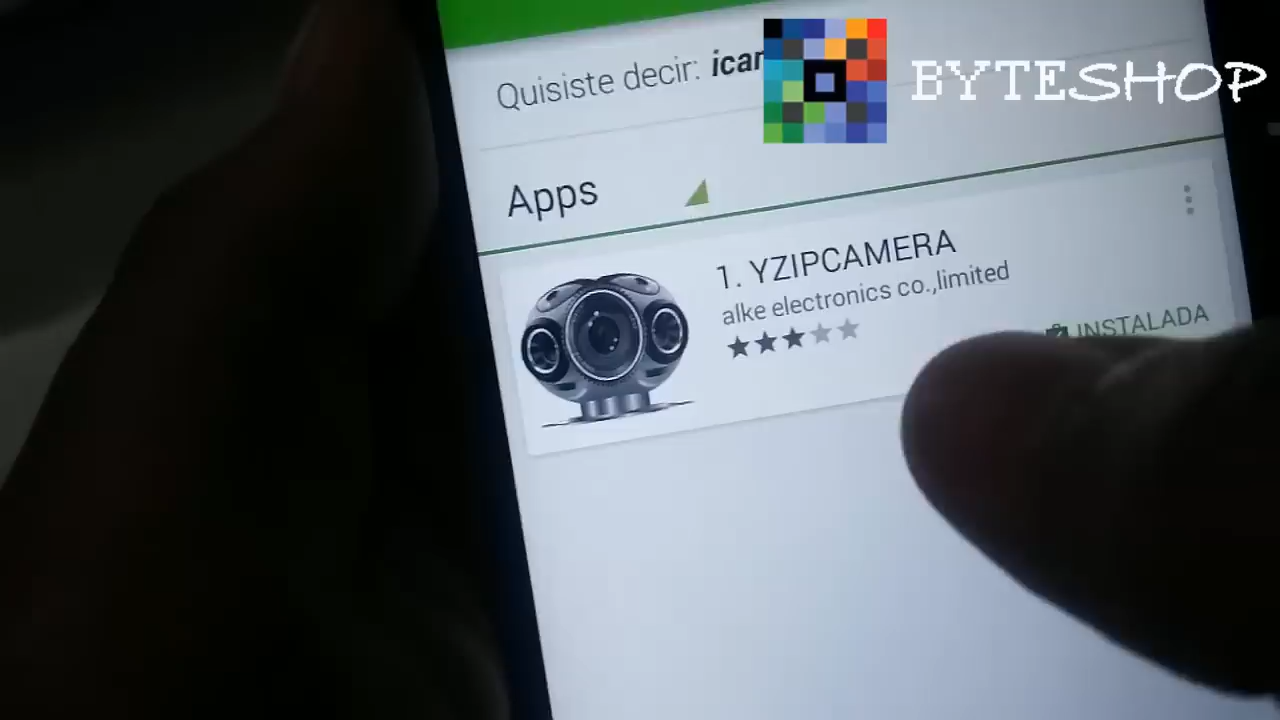 Quisiste decir:
BYTESHOP
Apps
1. YZIPCAMERA
alke electronics co.,limited
INSTALADA